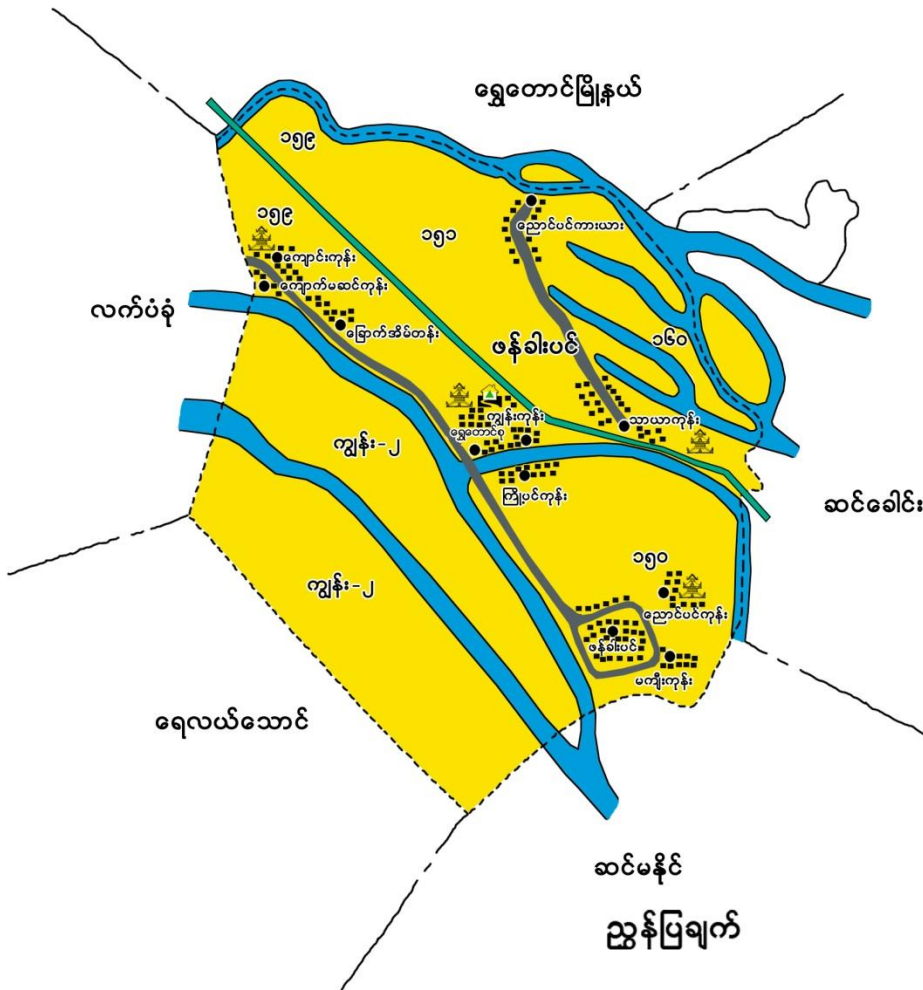 ရွှေတောင်မြို့နယ်
၁၅၉
၁၅၉
၁၅၁
ညောင်ပင်ကားယား
ကျောင်းကုန်း
ကျောက်မဆင်ကုန်း
လက်ပံခုံ
ခြောက်အိမ်တန်း
ဖန်ခါးပင်
၁၆၀
ကျွန်းကုန်း
သာယာကုန်း
ရွှေတောင်စု
ကျွန်း-၂
ကြို့ပင်ကုန်း
ဆင်ခေါင်း
၁၅၀
ကျွန်း-၂
ညောင်ပင်ကုန်း
ဖန်ခါးပင်
မကျီးကုန်း
ရေလယ်သောင်
ဆင်မနိုင်
ညွှန်ပြချက်